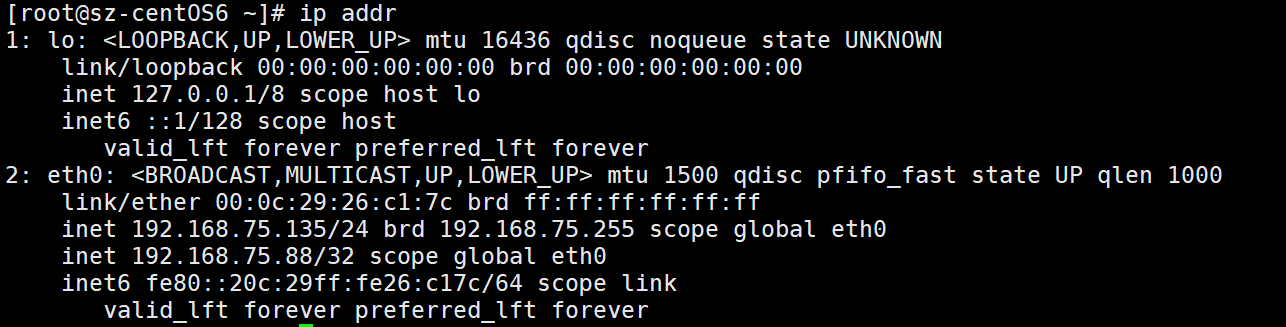 [root@sz-centOS6 ~]# ip addr
1: lo: <LOOPBACK,UP,LOWER_UP> mtu 16436 qdisc noqueue state UNKNOWN
    link/loopback 00:00:00:00:00:00 brd 00:00:00:00:00:00
    inet 127.0.0.1/8 scope host lo
    inet6 ::1/128 scope host
       valid_lft forever preferred_lft forever
2: eth0: <BROADCAST,MULTICAST,UP,LOWER_UP> mtu 1500 qdisc pfifo_fast state UP qlen 1000
    link/ether 00:0c:29:26:c1:7c brd ff:ff:ff:ff:ff:ff
    inet 192.168.75.135/24 brd 192.168.75.255 scope global eth0
    inet 192.168.75.88/32 scope global eth0
    inet6 fe80::20c:29ff:fe26:c17c/64 scope link
       valid_lft forever preferred_lft forever